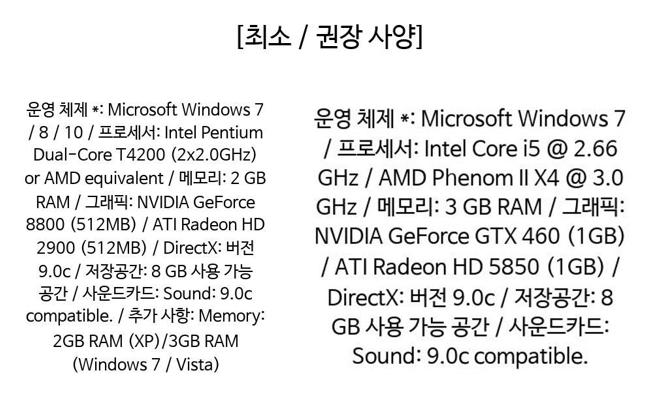 [최소 / 권장 사양]
운영 체제 *: Microsoft Windows 7
/ 8 / 10 / 프로세서: Intel Pentium
Dual-Core T4200 (2x2.0GHz)
or AMD equivalent / 메모리: 2 GB
RAM / 그래픽: NVIDIA GeForce
8800 (512MB) / ATI Radeon HD
2900 (512MB) / DirectX: 버전
9.0c / 저장공간: 8 GB 사용 가능
공간 / 사운드카드: Sound: 9.0c
compatible. / 추가 사항: Memory:
2GB RAM (XP)/3GB RAM
(Windows 7 / Vista)
운영 체제 *: Microsoft Windows 7
/ 프로세서: Intel Core i5 @ 2.66
GHz / AMD Phenom II X4 @ 3.0
GHz / 메모리: 3 GB RAM / 그래픽:
NVIDIA GeForce GTX 460 (1GB)
/ ATI Radeon HD 5850 (1GB) /
DirectX: 버전 9.0c / 저장공간: 8
GB 사용 가능 공간 / 사운드카드:
Sound: 9.0c compatible.